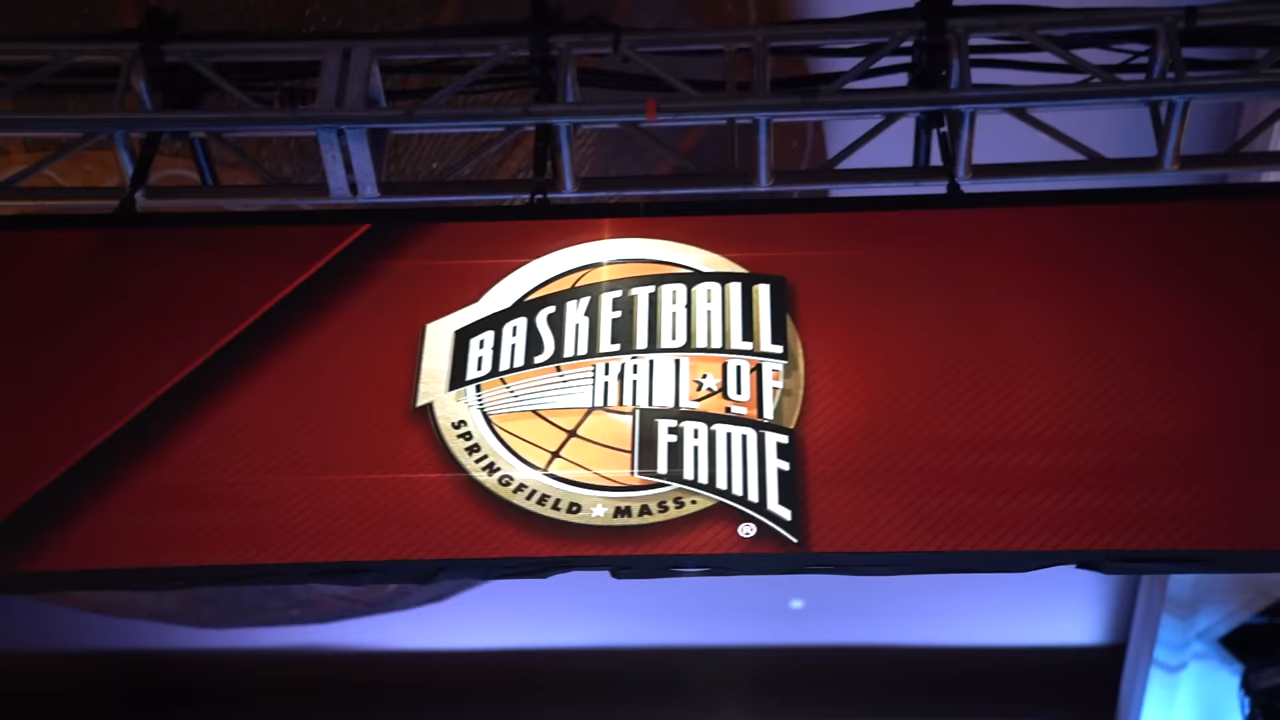 BASKETBALL
HALL★OF
FAME
SPRINGFIELD ★ MASS.
®